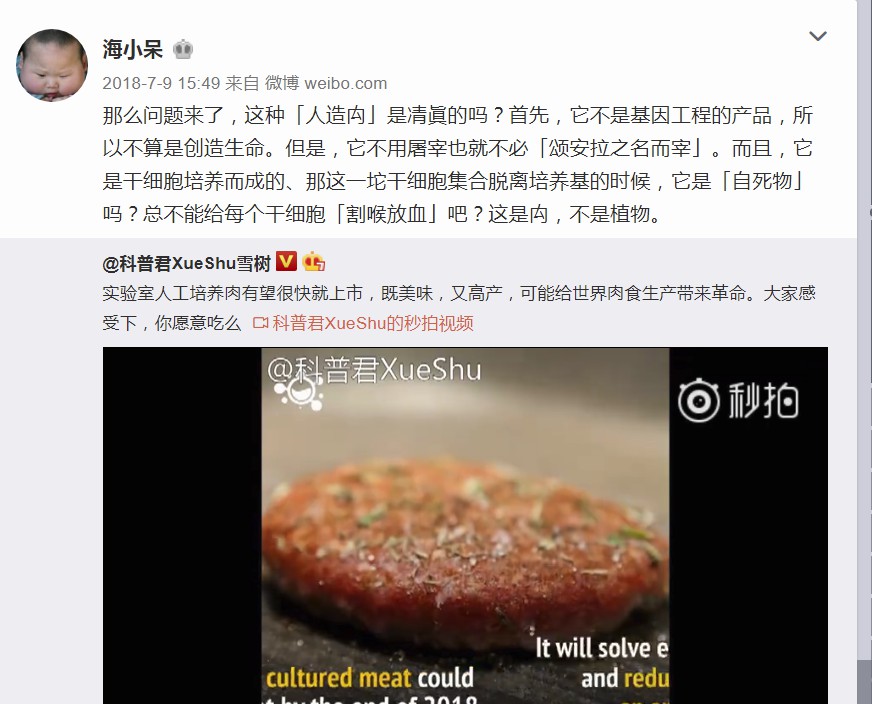 海小呆
2018-7-9 15:49 来自 微博 weibo.com
那么问题来了，这种「人造禸」是清眞的吗？首先，它不是基因工程的产品，所
以不算是创造生命。但是，它不用屠宰也就不必「颂安拉之名而宰」。而且，它
是干细胞培养而成的、那这一坨干细胞集合脱离培养基的时候，它是「自死物」
吗？总不能给每个干细胞「割喉放血」吧？这是禸，不是植物。
@科普君XueShu雪树
实验室人工培养肉有望很快就上市，既美味，又高产，可能给世界肉食生产带来革命。大家感
受下，你愿意吃么 科普君XueShu的秒拍视频
@科普君XueShu
秒拍
It will solve e
cultured meat could
and redu
t by the end of 2018